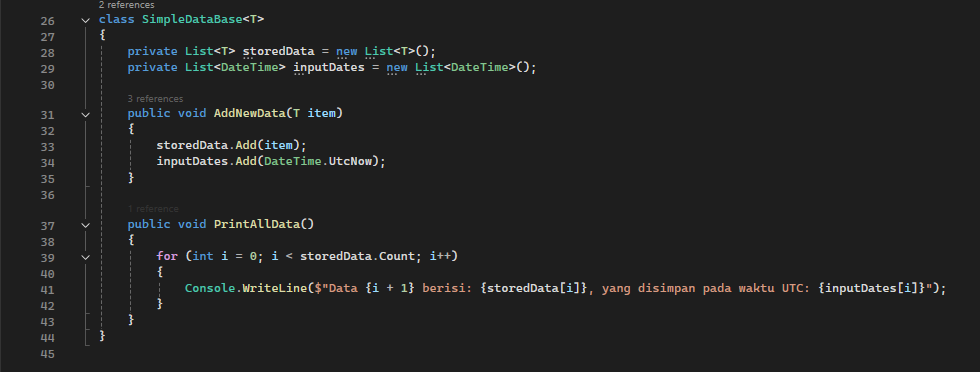 2 references
26 class SimpleDataBase<T>
27 {
28 private List<T> storedData = new List<T>();
29 private List<DateTime> inputDates = new List<DateTime>();
30
3 references
31 public void AddNewData(T item)
32 {
33 storedData.Add(item);
34 inputDates.Add(DateTime.UtcNow);
35 }
36
1 reference
37 public void PrintAllData()
38 {
39 for (int i = 0; i < storedData.Count; i++)
40 {
41 Console.WriteLine($"Data {i + 1} berisi: {storedData[i]}, yang disimpan pada waktu UTC: {inputDates[i]}");
42 }
43 }
44 }
45